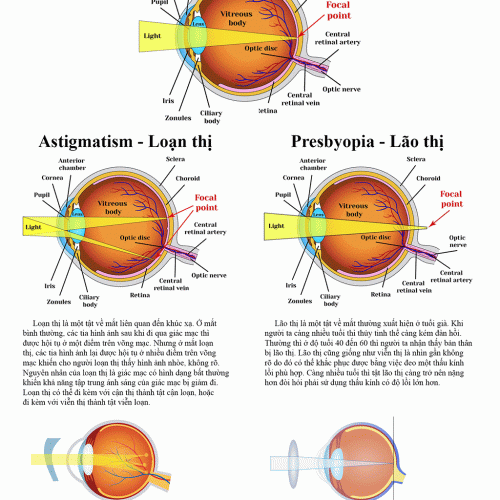 Pupil
Focal
point
Vitreous
body
Lens
Light
Optic disc
Central
retinal artery
Optic nerve
Central
retinal vein
Iris
Zonules
Ciliary
body
Retina
Astigmatism - Loạn thị
Anterior
chamber
Sclera
Cornea
Choroid
Pupil
Focal
point
Vitreous
body
Lens
Light
Optic disc
Central
retinal artery
Optic nerve
Central
retinal vein
Iris
Zonules
Ciliary
body
Retina
Loạn thị là một tật về mắt liên quan đến khúc xạ. Ở mắt
bình thường, các tia hình ảnh sau khi đi qua giác mạc thì
được hội tụ ở một điểm trên võng mạc. Nhưng ở mắt loạn
thị, các tia hình ảnh lại được hội tụ ở nhiều điểm trên võng
mạc khiến cho người loạn thị thấy hình ảnh nhòe, không rõ.
Nguyên nhân của loạn thị là giác mạc có hình dạng bất thường
khiến khả năng tập trung ánh sáng của giác mạc bị giảm đi.
Loạn thị có thể đi kèm với cận thị thành tật cận loạn, hoặc
đi kèm với viễn thị thành tật viễn loạn.
Presbyopia - Lão thị
Anterior
chamber
Sclera
Cornea
Choroid
Pupil
Focal
point
Vitreous
body
Lens
Light
Optic disc
Optic
nerve
Central
retinal artery
Central
retinal vein
Iris
Zonules
Ciliary
body
Retina
Lão thị là một tật về mắt thường xuất hiện ở tuổi già. Khi
người ta càng nhiều tuổi thì thủy tinh thể càng kém đàn hồi.
Thường thì ở độ tuổi 40 đến 60 thì người ta nhận thấy bản thân
bị lão thị. Lão thị cũng giống như viễn thị là nhìn gần không
rõ do đó có thể khắc phục được bằng việc đeo một thấu kính
lồi phù hợp. Càng nhiều tuổi thì tật lão thị càng trở nên nặng
hơn đòi hỏi phải sử dụng thấu kính có độ lồi lớn hơn.